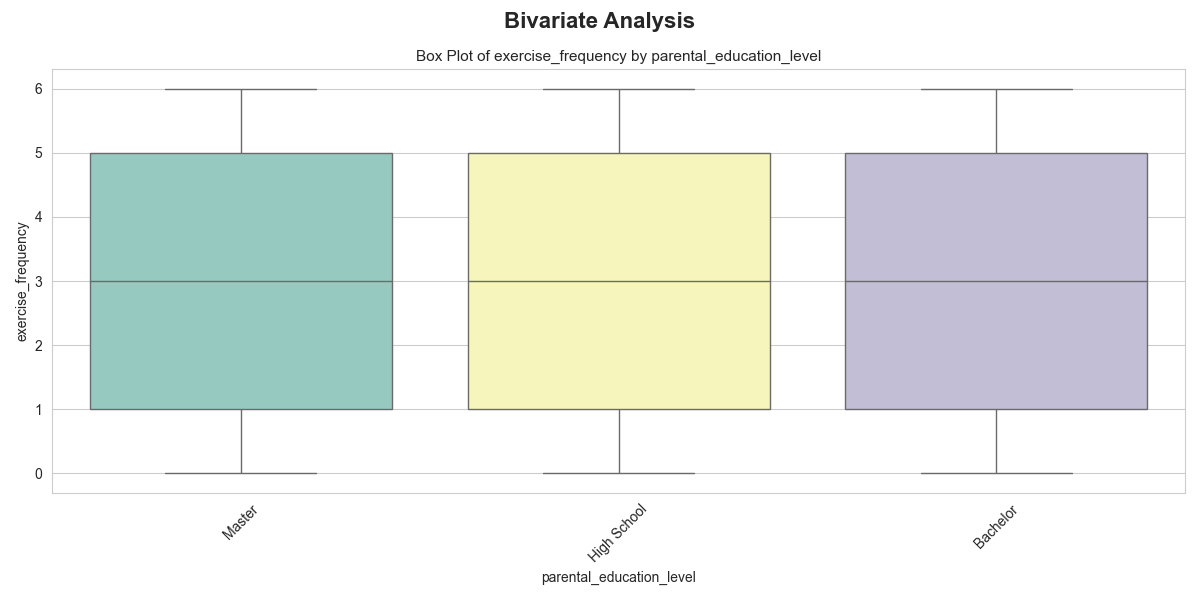 Bivariate Analysis
Box Plot of exercise_frequency by parental_education_level
exercise_frequency
6
5
4
3
2
1
0
Master
High School
Bachelor
parental_education_level